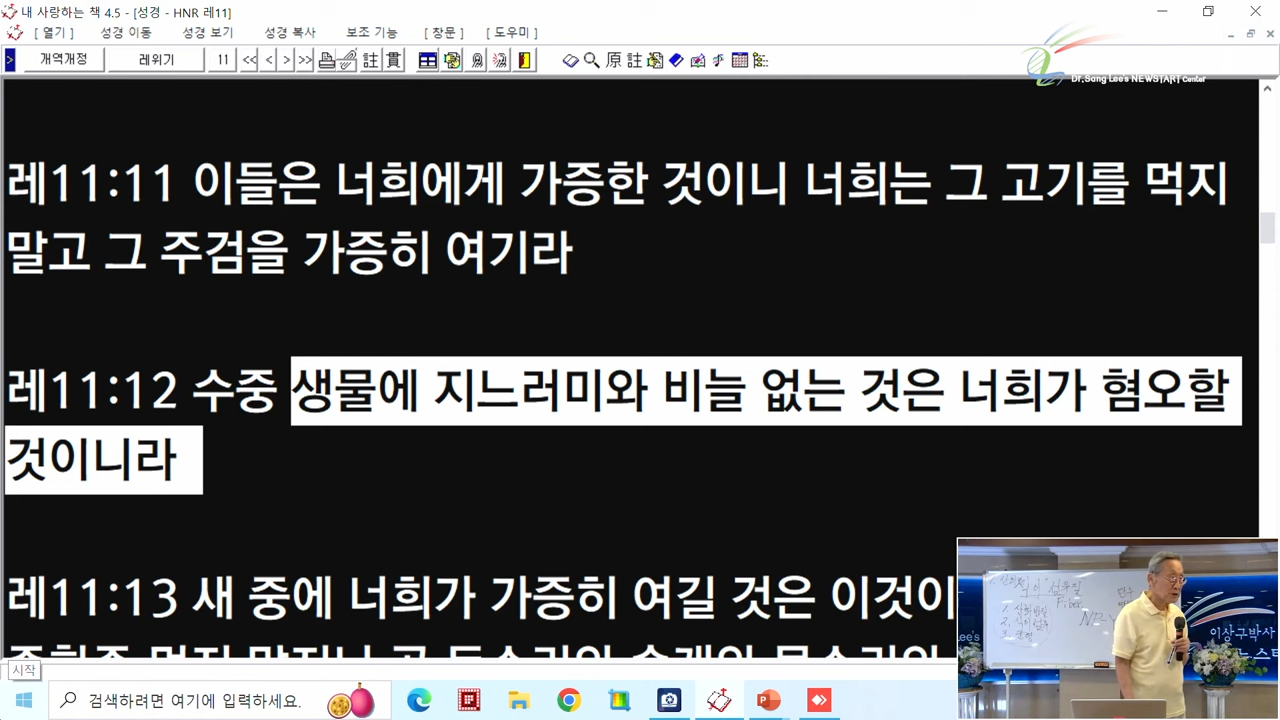 내 사랑하는 책 4.5 - [성경 - HNR 레11]
[ 열기 ] 성경 이동 성경 보기 성경 복사 보조 기능 [ 창문 ] [ 도우미 ]
> 개역개정 레위기 11 << < > >> 註 貫 原 註
Dr.Sang Lee's NEWSTART Center
레11:11 이들은 너희에게 가증한 것이니 너희는 그 고기를 먹지
말고 그 주검을 가증히 여기라
레11:12 수중 생물에 지느러미와 비늘 없는 것은 너희가 혐오할
것이니라
레11:13 새 중에 너희가 가증히 여길 것은 이것이
Fiber
이상구박사
시작
검색하려면 여기에 입력하세요.